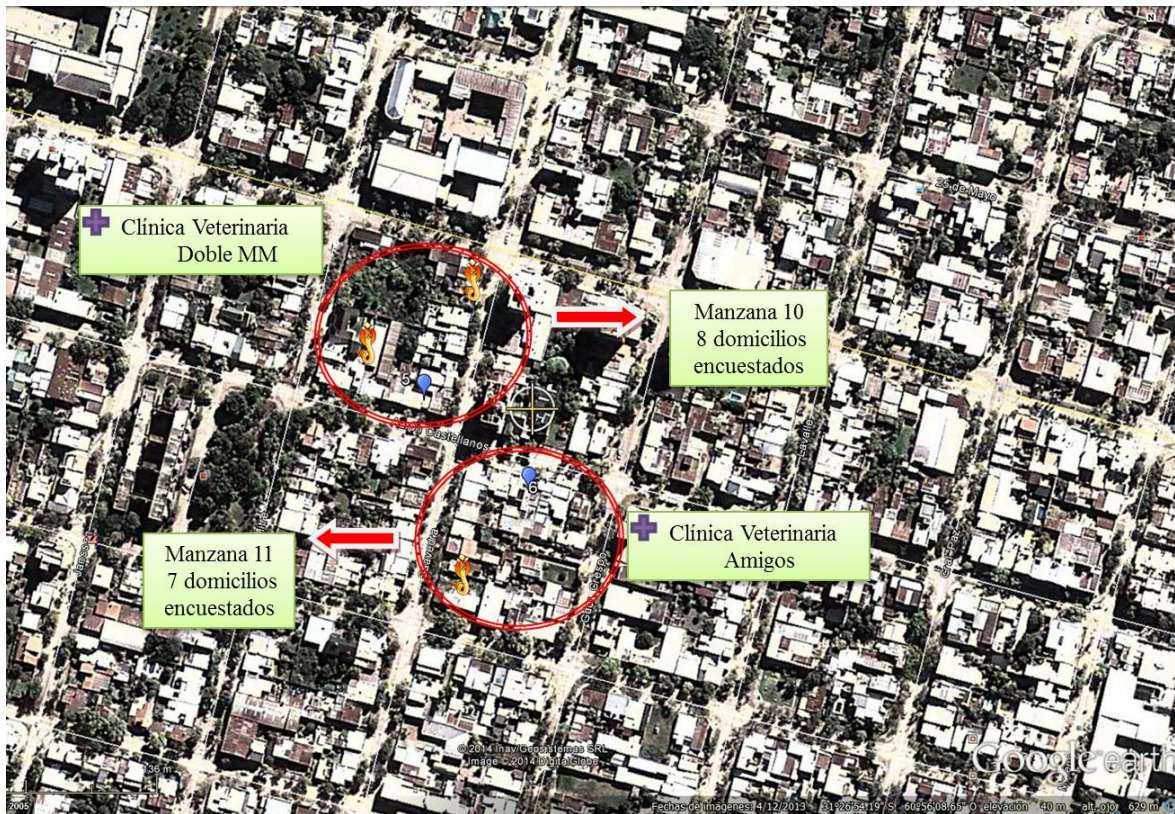 N
25 de Mayo
Clínica Veterinaria
Doble MM
Manzana 10
8 domicilios
encuestados
5
Castellanos
Lavalle
6
Clínica Veterinaria
Amigos
Manzana 11
7 domicilios
encuestados
Crespo
© 2014 Inav/Geosistemas SRL
Image © 2014 DigitalGlobe
Google earth
136 m
2005
Fechas de imágenes: 4/12/2013 31°26'54.19" S 60°56'08.65" O elevación 40 m alt. ojo 629 m